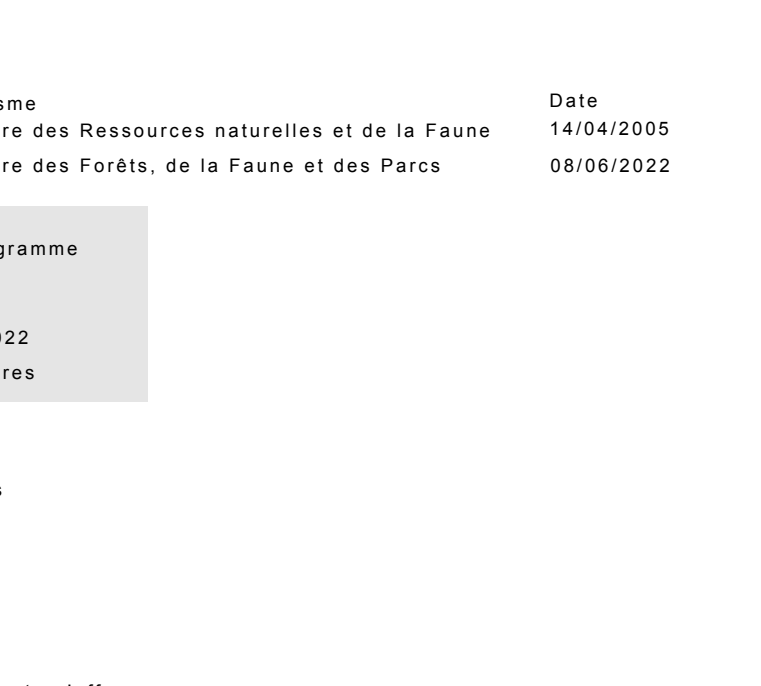 sme Date
re des Ressources naturelles et de la Faune 14/04/2005
re des Forêts, de la Faune et des Parcs 08/06/2022
gramme
022
res
s